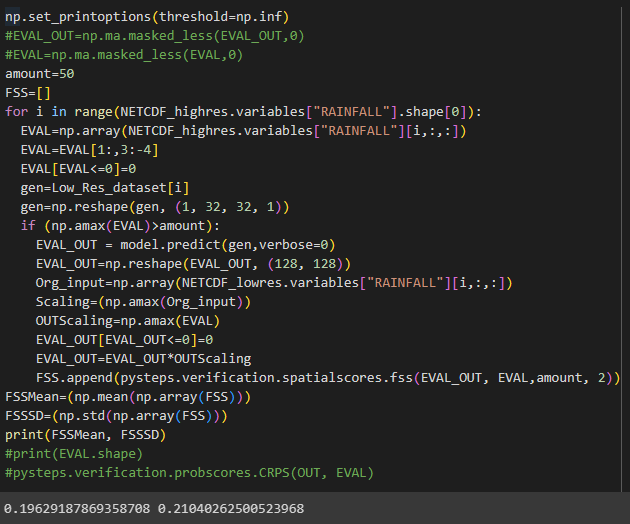 np.set_printoptions(threshold=np.inf)
#EVAL_OUT=np.ma.masked_less(EVAL_OUT,0)
#EVAL=np.ma.masked_less(EVAL,0)
amount=50
FSS=[]
for i in range(NETCDF_highres.variables["RAINFALL"].shape[0]):
  EVAL=np.array(NETCDF_highres.variables["RAINFALL"][i,:,:])
  EVAL=EVAL[1:,3:-4]
  EVAL[EVAL<=0]=0
  gen=Low_Res_dataset[i]
  gen=np.reshape(gen, (1, 32, 32, 1))
  if (np.amax(EVAL)>amount):
    EVAL_OUT = model.predict(gen,verbose=0)
    EVAL_OUT=np.reshape(EVAL_OUT, (128, 128))
    Org_input=np.array(NETCDF_lowres.variables["RAINFALL"][i,:,:])
    Scaling=(np.amax(Org_input))
    OUTScaling=np.amax(EVAL)
    EVAL_OUT[EVAL_OUT<=0]=0
    EVAL_OUT=EVAL_OUT*OUTScaling
    FSS.append(pysteps.verification.spatialscores.fss(EVAL_OUT, EVAL,amount, 2))
FSSMean=(np.mean(np.array(FSS)))
FSSSD=(np.std(np.array(FSS)))
print(FSSMean, FSSSD)
#print(EVAL.shape)
#pysteps.verification.probscores.CRPS(OUT, EVAL)
0.19629187869358708 0.21040262500523968